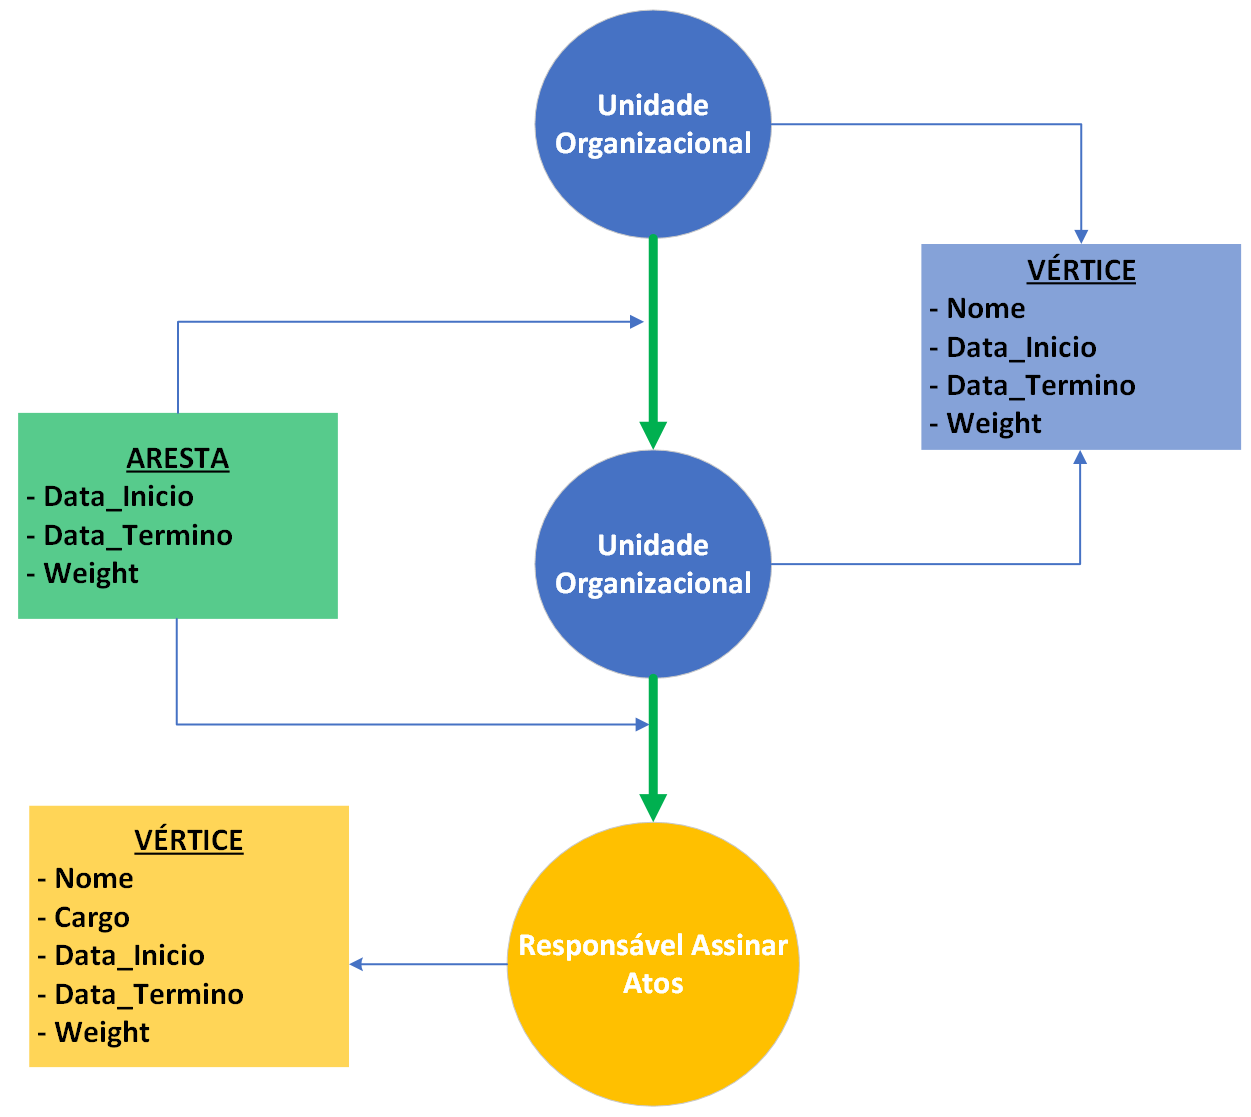 Unidade
Organizacional
VÉRTICE
- Nome
- Data_Inicio
- Data_Termino
- Weight
ARESTA
- Data_Inicio
- Data_Termino
- Weight
Unidade
Organizacional
VÉRTICE
- Nome
- Cargo
- Data_Inicio
- Data_Termino
- Weight
Responsável Assinar
Atos